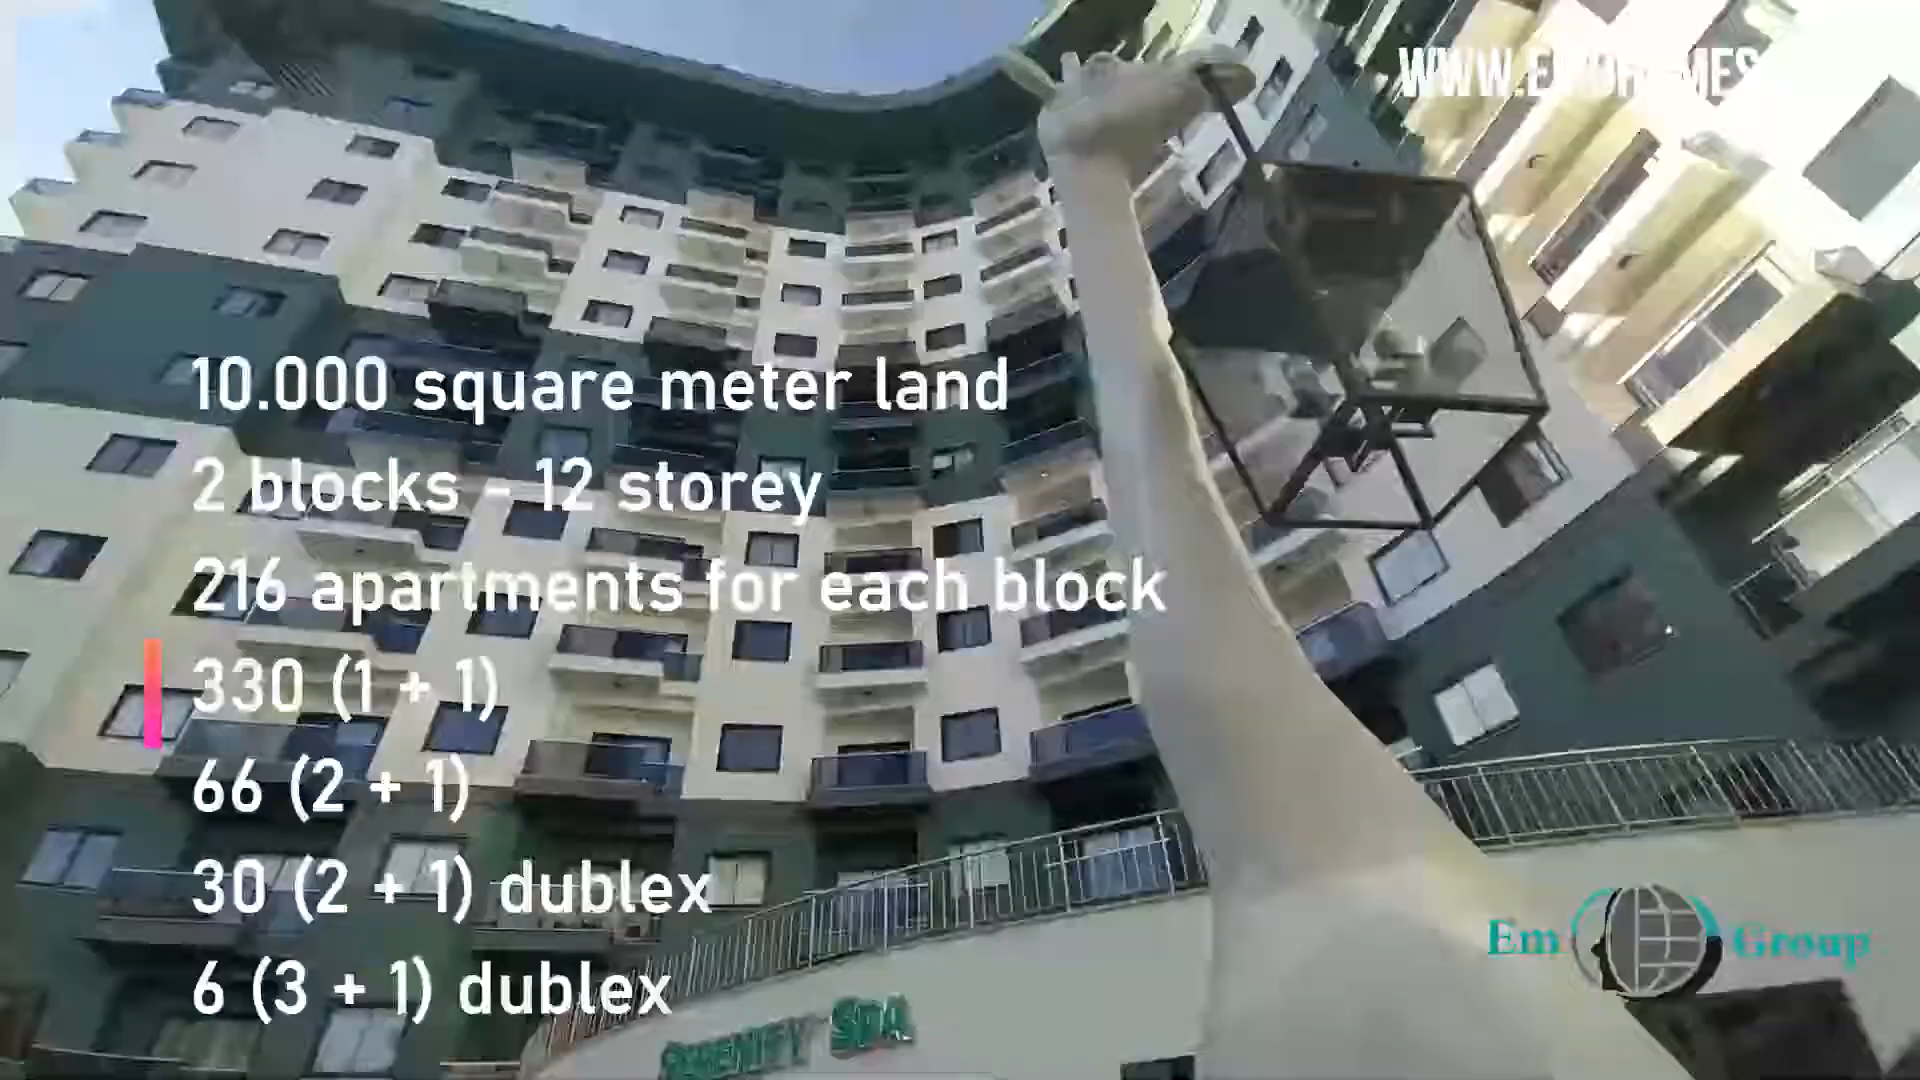 10.000 square meter land
2 blocks - 12 storey
216 apartments for each block
330 (1 + 1)
66 (2 + 1)
30 (2 + 1) dublex
6 (3 + 1) dublex
Em Group
SERENITY SPA